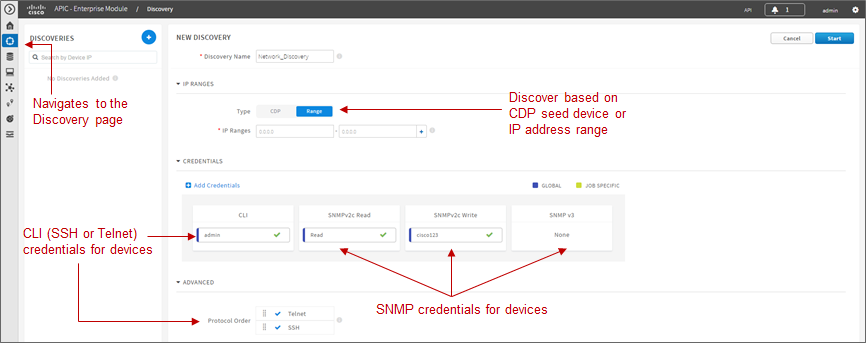 cisco APIC - Enterprise Module / Discovery API 1 admin
DISCOVERIES
Search by Device IP
No Discoveries Added
Navigates to the
Discovery page
NEW DISCOVERY Cancel Start
* Discovery Name Network_Discovery
IP RANGES
Type CDP Range
* IP Ranges 0.0.0.0 - 0.0.0.0 +
Discover based on
CDP seed device or
IP address range
CREDENTIALS
Add Credentials GLOBAL JOB SPECIFIC
CLI SNMPv2c Read SNMPv2c Write SNMP v3
admin Read cisco123 None
CLI (SSH or Telnet)
credentials for devices
SNMP credentials for devices
ADVANCED
Protocol Order Telnet
SSH